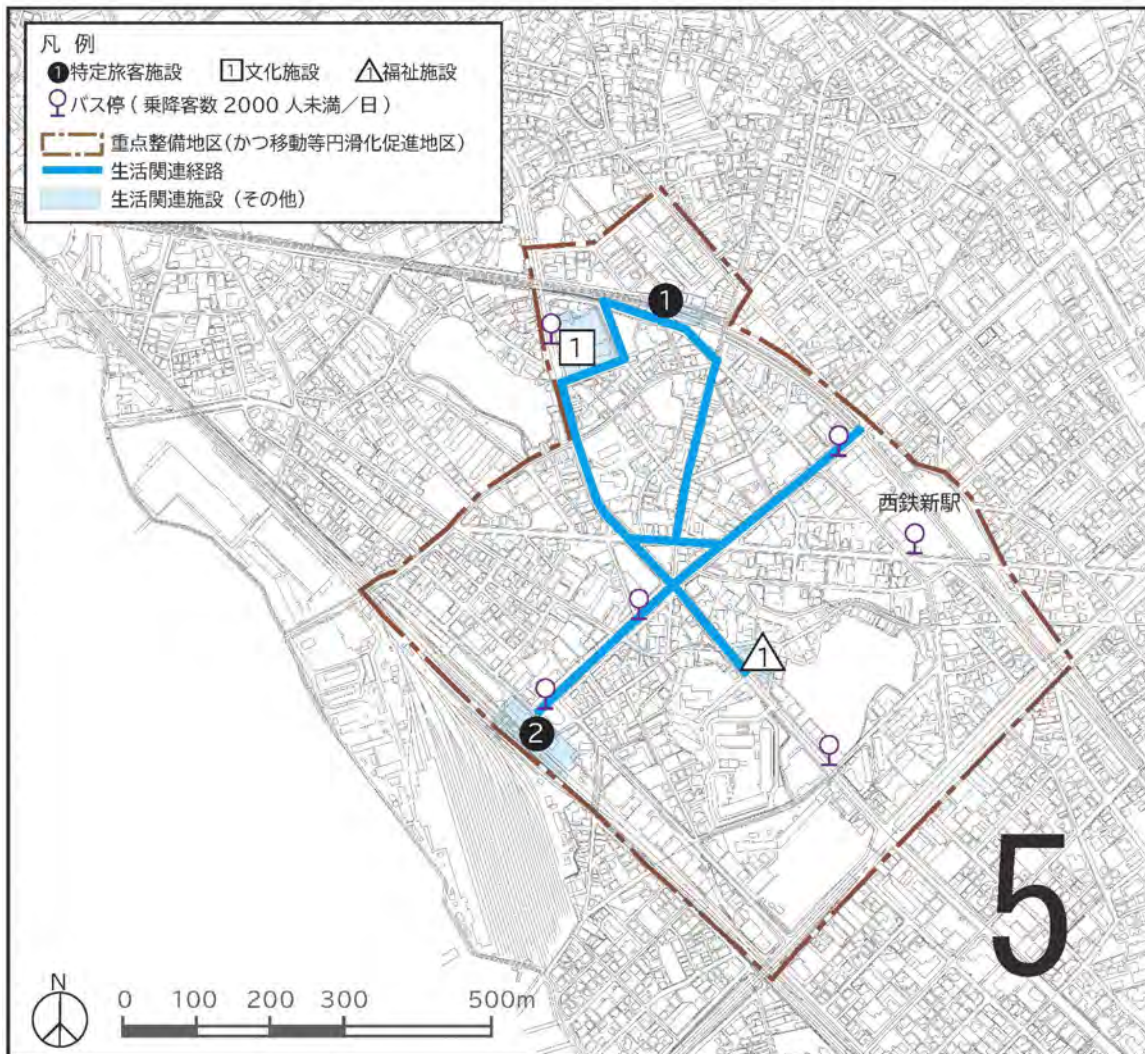 凡 例
❶特定旅客施設 1文化施設 1福祉施設
バス停 ( 乗降客数 2000 人未満／日 )
重点整備地区(かつ移動等円滑化促進地区)
生活関連経路
生活関連施設 (その他)
1
1
西鉄新駅
1
2
5
N
0 100 200 300 500m